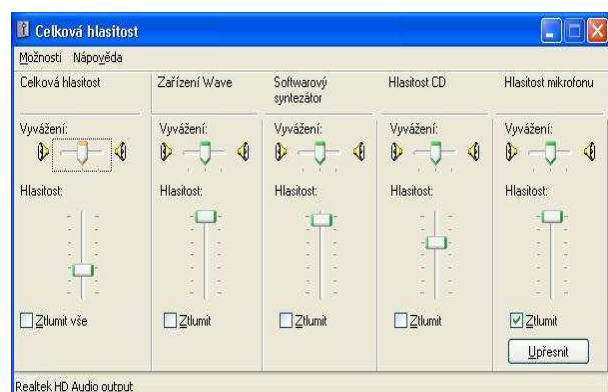 Celková hlasitost
Možnosti Nápověda
Celková hlasitost
Vyvážení:
Hlasitost:
Ztlumit vše
Zařízení Wave
Vyvážení:
Hlasitost:
Ztlumit
Softwarový
syntezátor
Vyvážení:
Hlasitost:
Ztlumit
Hlasitost CD
Vyvážení:
Hlasitost:
Ztlumit
Hlasitost mikrofonu
Vyvážení:
Hlasitost:
Ztlumit
Upřesnit
Realtek HD Audio output